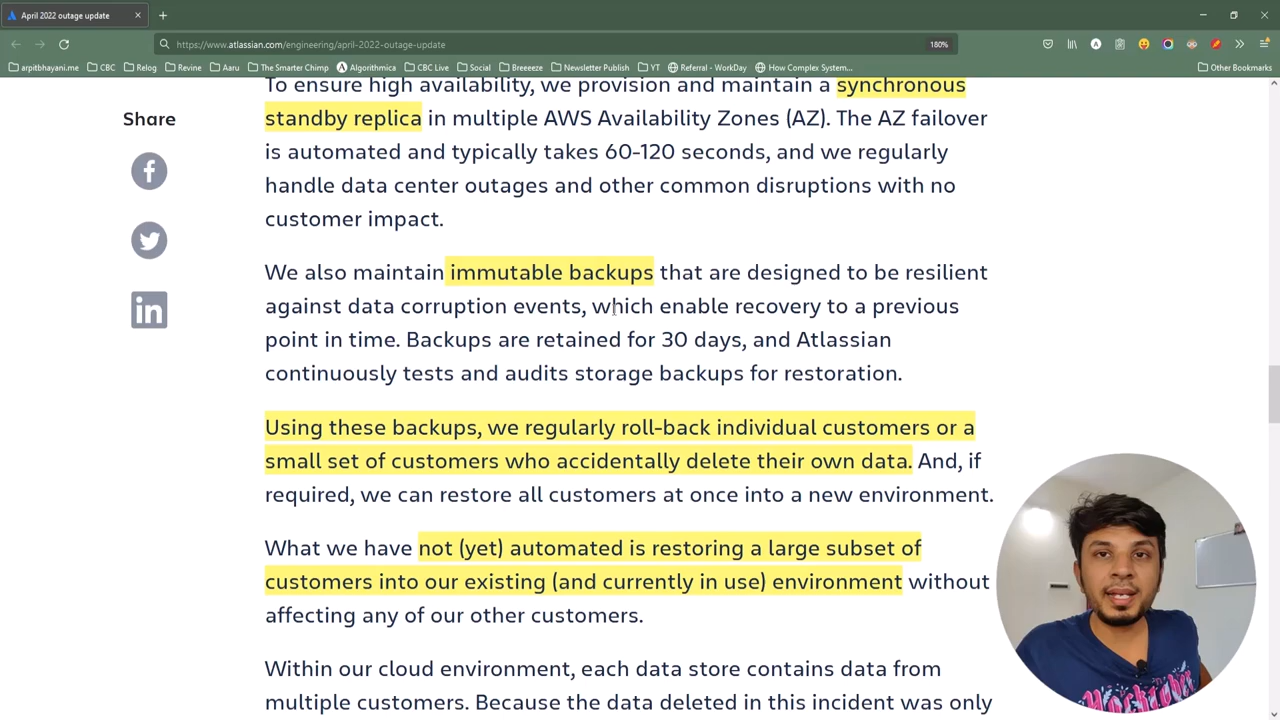 April 2022 outage update
https://www.atlassian.com/engineering/april-2022-outage-update
180%
arpitbhayani.me
CBC
Relog
Revine
Aaru
The Smarter Chimp
Algorithmica
CBC Live
Social
Breeeeze
Newsletter Publish
YT
Referral - WorkDay
How Complex System...
Other Bookmarks
Share
To ensure high availability, we provision and maintain a synchronous
standby replica in multiple AWS Availability Zones (AZ). The AZ failover
is automated and typically takes 60-120 seconds, and we regularly
handle data center outages and other common disruptions with no
customer impact.
We also maintain immutable backups that are designed to be resilient
against data corruption events, which enable recovery to a previous
point in time. Backups are retained for 30 days, and Atlassian
continuously tests and audits storage backups for restoration.
Using these backups, we regularly roll-back individual customers or a
small set of customers who accidentally delete their own data. And, if
required, we can restore all customers at once into a new environment.
What we have not (yet) automated is restoring a large subset of
customers into our existing (and currently in use) environment without
affecting any of our other customers.
Within our cloud environment, each data store contains data from
multiple customers. Because the data deleted in this incident was only